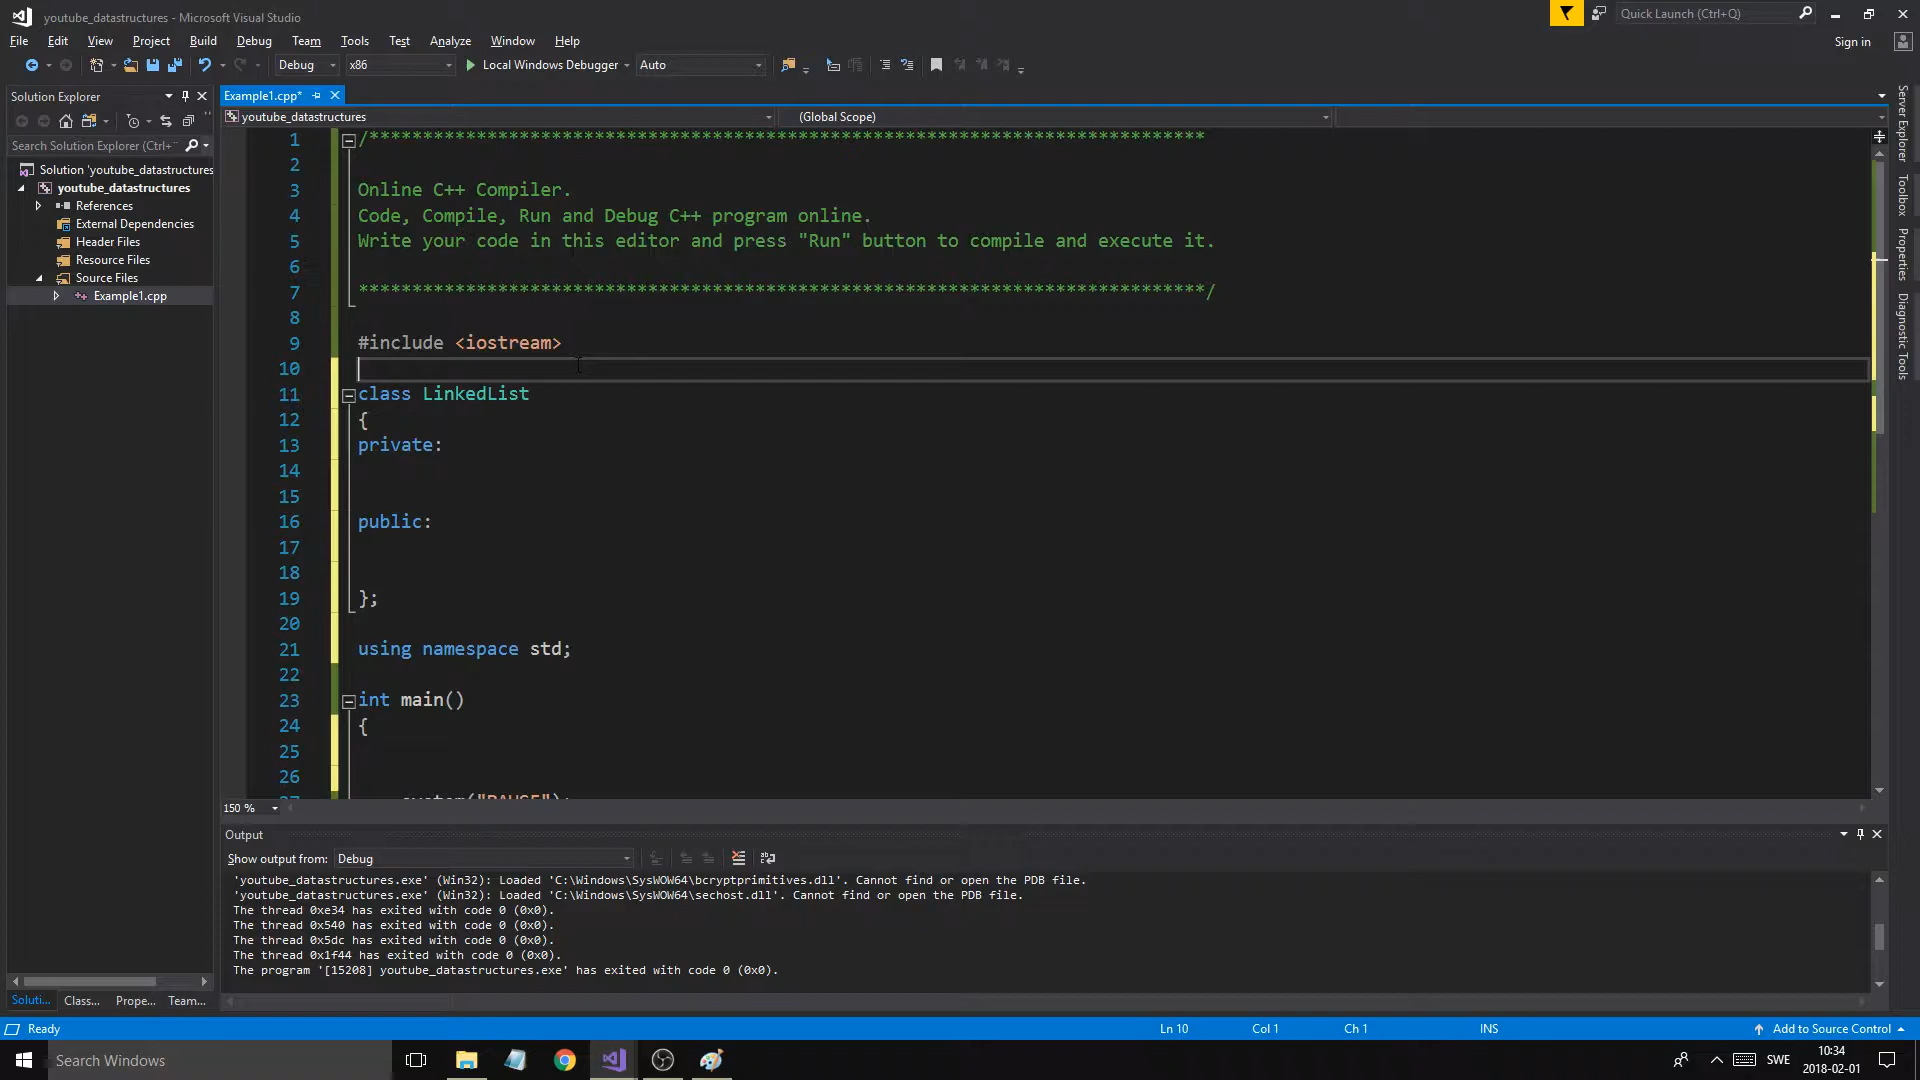 youtube_datastructures - Microsoft Visual Studio
Quick Launch (Ctrl+Q)
File Edit View Project Build Debug Team Tools Test Analyze Window Help
Sign in
Debug x86 Local Windows Debugger Auto
Solution Explorer
Search Solution Explorer (Ctrl+
Solution 'youtube_datastructures
youtube_datastructures
References
External Dependencies
Header Files
Resource Files
Source Files
Example1.cpp
Soluti... Class... Prope... Team...
Example1.cpp*
youtube_datastructures (Global Scope)
1 /*******************************************************************************
2
3 Online C++ Compiler.
4 Code, Compile, Run and Debug C++ program online.
5 Write your code in this editor and press "Run" button to compile and execute it.
6
7 *******************************************************************************/
8
9 #include <iostream>
10
11 class LinkedList
12 {
13 private:
14
15
16 public:
17
18
19 };
20
21 using namespace std;
22
23 int main()
24 {
25
26
27 system("PAUSE");
150 %
Server Explorer
Toolbox
Properties
Diagnostic Tools
Output
Show output from: Debug
'youtube_datastructures.exe' (Win32): Loaded 'C:\Windows\SysWOW64\bcryptprimitives.dll'. Cannot find or open the PDB file.
'youtube_datastructures.exe' (Win32): Loaded 'C:\Windows\SysWOW64\sechost.dll'. Cannot find or open the PDB file.
The thread 0xe34 has exited with code 0 (0x0).
The thread 0x540 has exited with code 0 (0x0).
The thread 0x5dc has exited with code 0 (0x0).
The thread 0x1f44 has exited with code 0 (0x0).
The program '[15208] youtube_datastructures.exe' has exited with code 0 (0x0).
Ready Ln 10 Col 1 Ch 1 INS Add to Source Control
Search Windows
SWE
10:34
2018-02-01